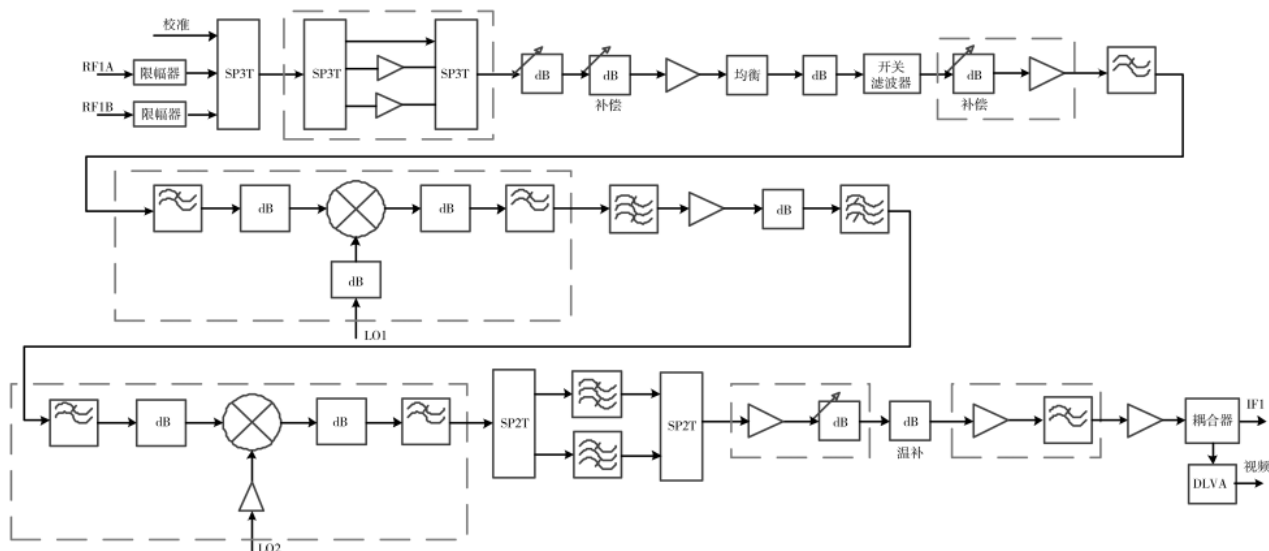 校准
RF1A
限幅器
RF1B
限幅器
SP3T
SP3T
SP3T
dB
dB
补偿
均衡
dB
开关
滤波器
dB
补偿
dB
dB
dB
LO1
dB
dB
dB
LO2
SP2T
SP2T
dB
dB
温补
耦合器
IF1
DLVA
视频